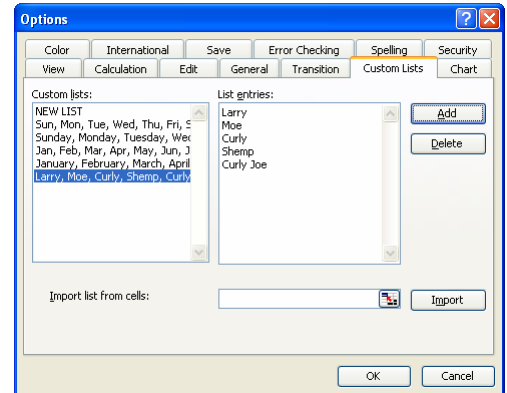 Options
Color International Save Error Checking Spelling Security
View Calculation Edit General Transition Custom Lists Chart
Custom lists: List entries:
NEW LIST
Sun, Mon, Tue, Wed, Thu, Fri, S
Sunday, Monday, Tuesday, Wed
Jan, Feb, Mar, Apr, May, Jun, J
January, February, March, April
Larry, Moe, Curly, Shemp, Curly
Larry
Moe
Curly
Shemp
Curly Joe
Add
Delete
Import list from cells:
Import
OK Cancel